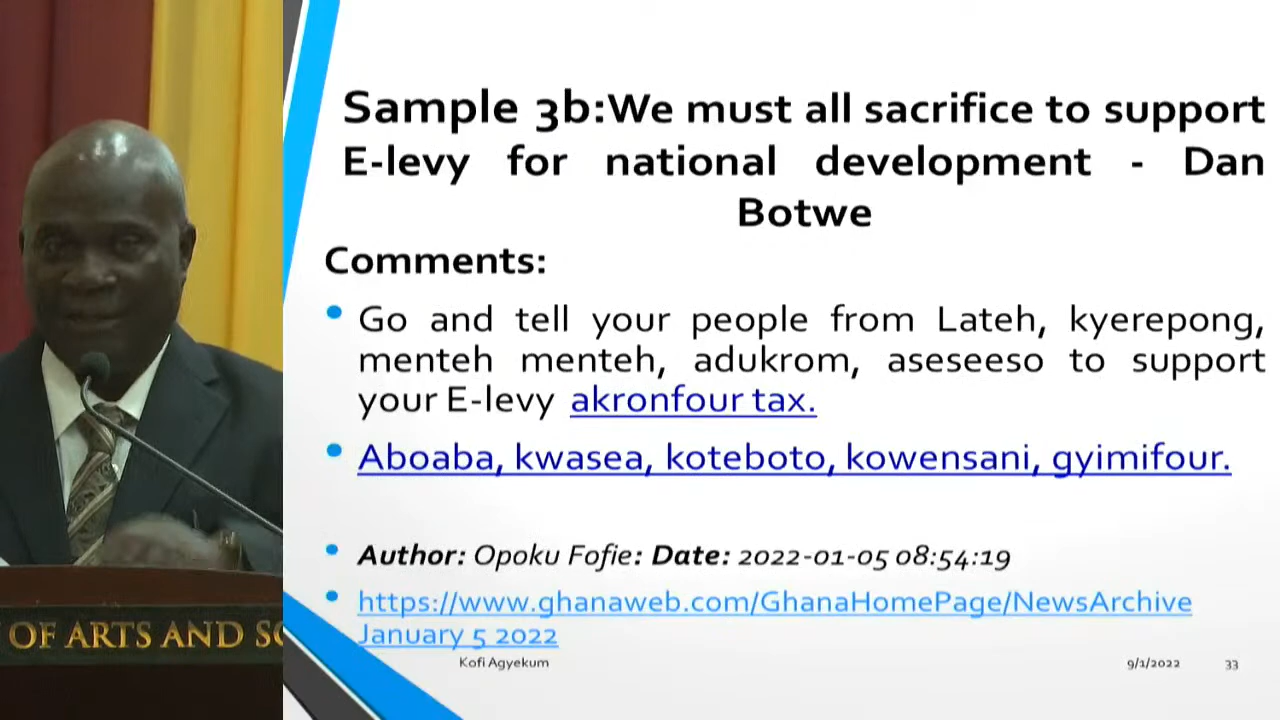 Sample 3b:We must all sacrifice to support
E-levy for national development - Dan
Botwe
Comments:
• Go and tell your people from Lateh, kyerepong,
menteh menteh, adukrom, aseseeso to support
your E-levy akronfour tax.
• Aboaba, kwasea, koteboto, kowensani, gyimifour.
• Author: Opoku Fofie: Date: 2022-01-05 08:54:19
• https://www.ghanaweb.com/GhanaHomePage/NewsArchive
January 5 2022
Kofi Agyekum 9/1/2022 33
OF ARTS AND SC